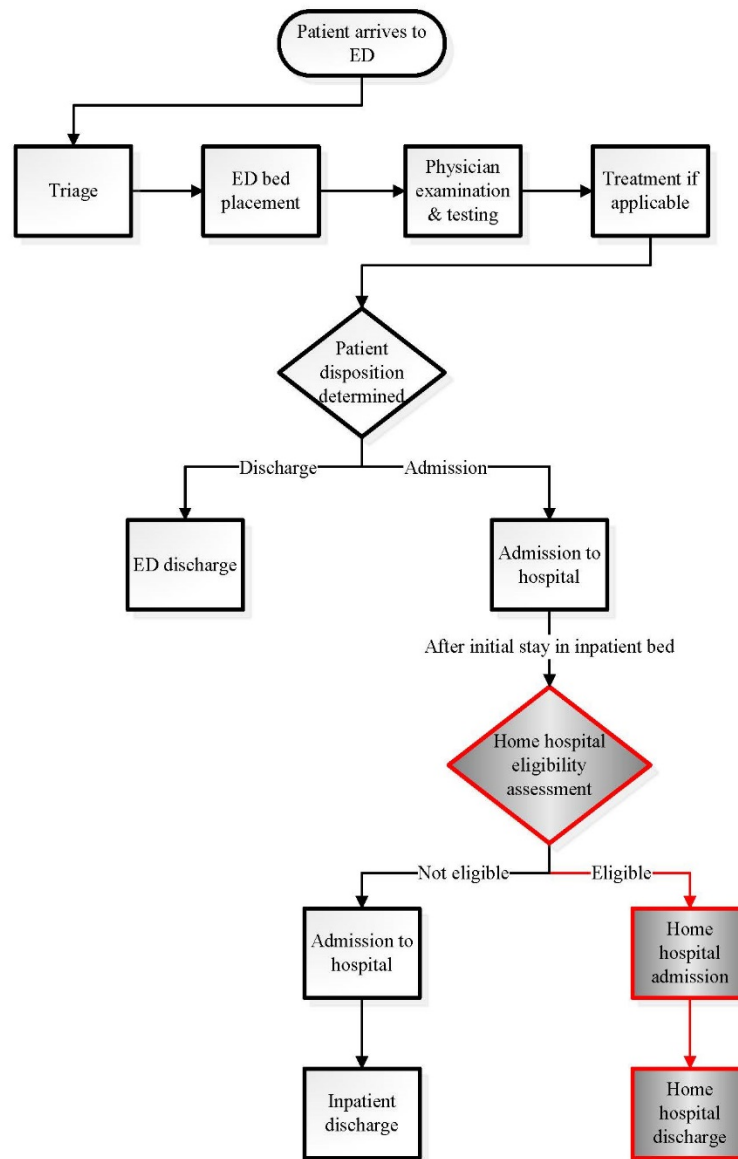 Patient arrives to
ED
Triage
ED bed
placement
Physician
examination
& testing
Treatment if
applicable
Patient
disposition
determined
Discharge
Admission
ED discharge
Admission to
hospital
After initial stay in inpatient bed
Home hospital
eligibility
assessment
Not eligible
Eligible
Admission to
hospital
Home
hospital
admission
Inpatient
discharge
Home
hospital
discharge